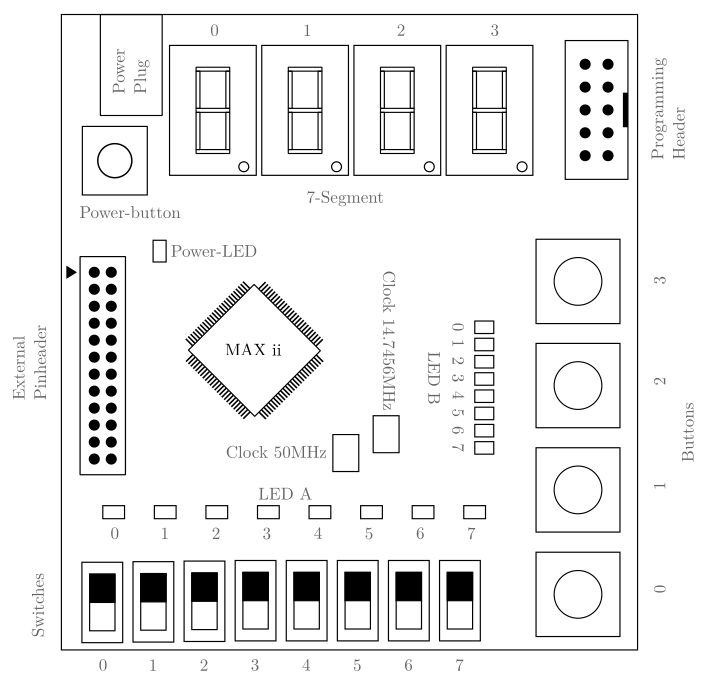 0 1 2 3
Power
Plug
Programming
Header
7-Segment
Power-button
Power-LED
External
Pinheader
MAX ii
Clock 14.7456MHz
LED B
0 1 2 3 4 5 6 7
3
2
1
0
Buttons
Clock 50MHz
LED A
0 1 2 3 4 5 6 7
Switches
0 1 2 3 4 5 6 7